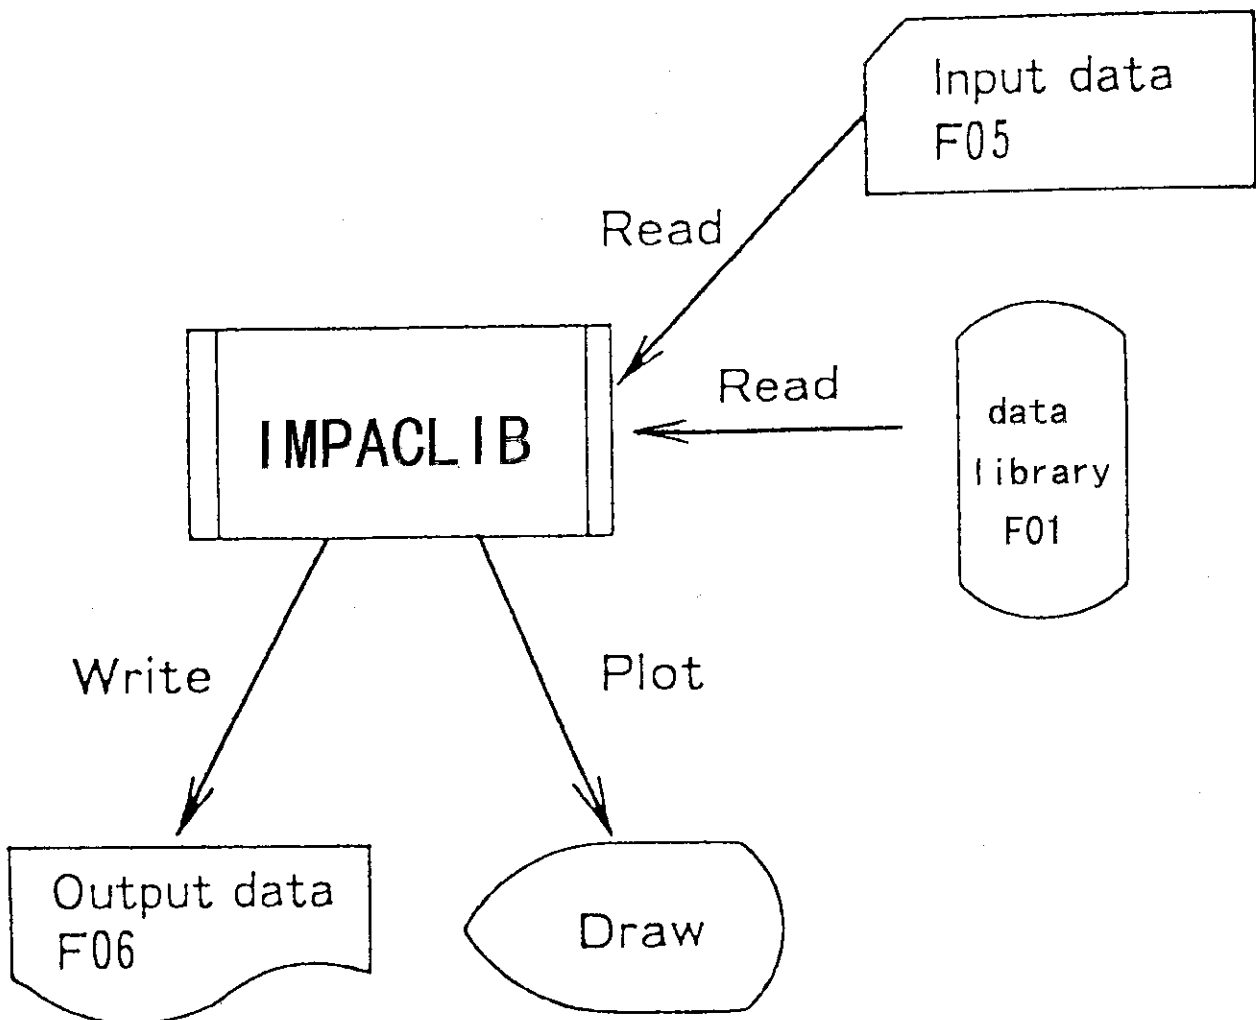 Input data
F05
Read
Read
IMPACLIB
data
library
F01
Write
Plot
Output data
F06
Draw